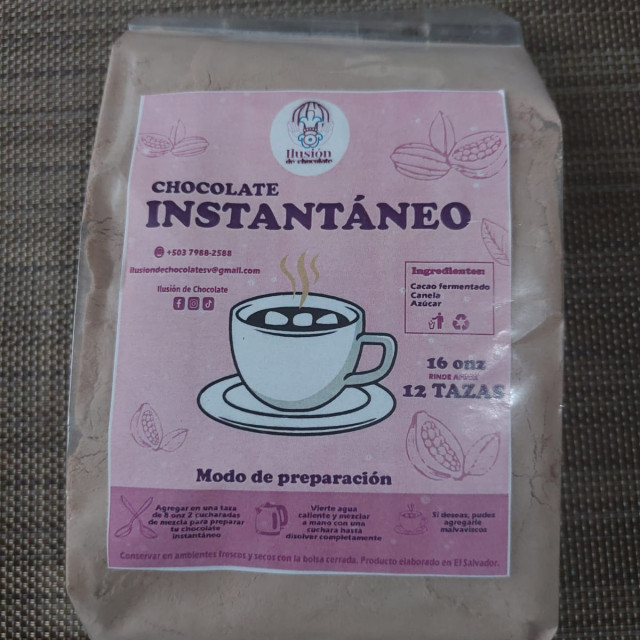 Ilusión
de chocolate
CHOCOLATE
INSTANTÁNEO
+503 7988-2588
Ilusiondechocolatesv@gmail.com
Ilusión de Chocolate
Ingredientes:
Cacao fermentado
Canela
Azúcar
16 onz
RINDE Aprox
12 TAZAS
Modo de preparación
Agregar en una taza
de 8 onz 2 cucharadas
de mezcla para preparar
tu chocolate
instantáneo
Vierte agua
caliente y mezclar
a mano con una
cuchara hasta
disolver completamente
Si deseas, pudes
agregarle
malvaviscos
Conservar en ambientes frescos y secos con la bolsa cerrada. Producto elaborado en El Salvador.